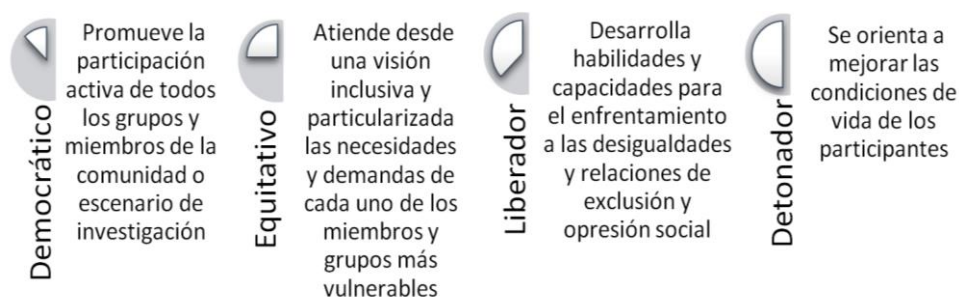 Democrático
Promueve la
participación
activa de todos
los grupos y
miembros de la
comunidad o
escenario de
investigación
Equitativo
Atiende desde
una visión
inclusiva y
particularizada
las necesidades
y demandas de
cada uno de los
miembros y
grupos más
vulnerables
Liberador
Desarrolla
habilidades y
capacidades para
el enfrentamiento
a las desigualdades
y relaciones de
exclusión y
opresión social
Detonador
Se orienta a
mejorar las
condiciones de
vida de los
participantes